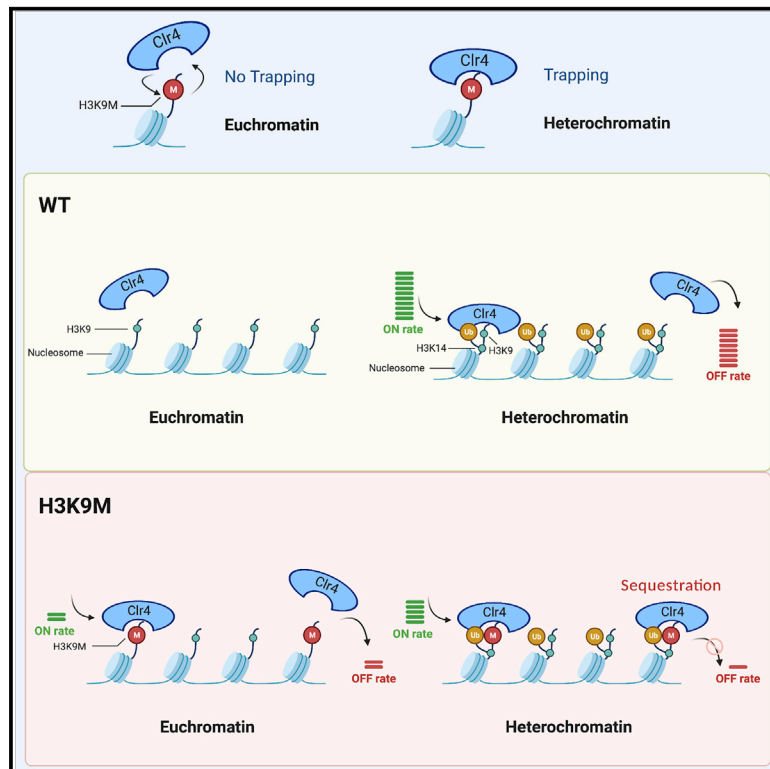 Clr4
No Trapping
M
H3K9M
Euchromatin
Clr4
Trapping
M
Heterochromatin
WT
Clr4
H3K9
Nucleosome
Euchromatin
ON rate
Clr4
Ub
Ub
Ub
Ub
H3K14
H3K9
Nucleosome
Clr4
OFF rate
Heterochromatin
H3K9M
ON rate
Clr4
M
H3K9M
Clr4
M
OFF rate
Euchromatin
ON rate
Clr4
Ub
M
Ub
Ub
Sequestration
Clr4
Ub
M
OFF rate
Heterochromatin